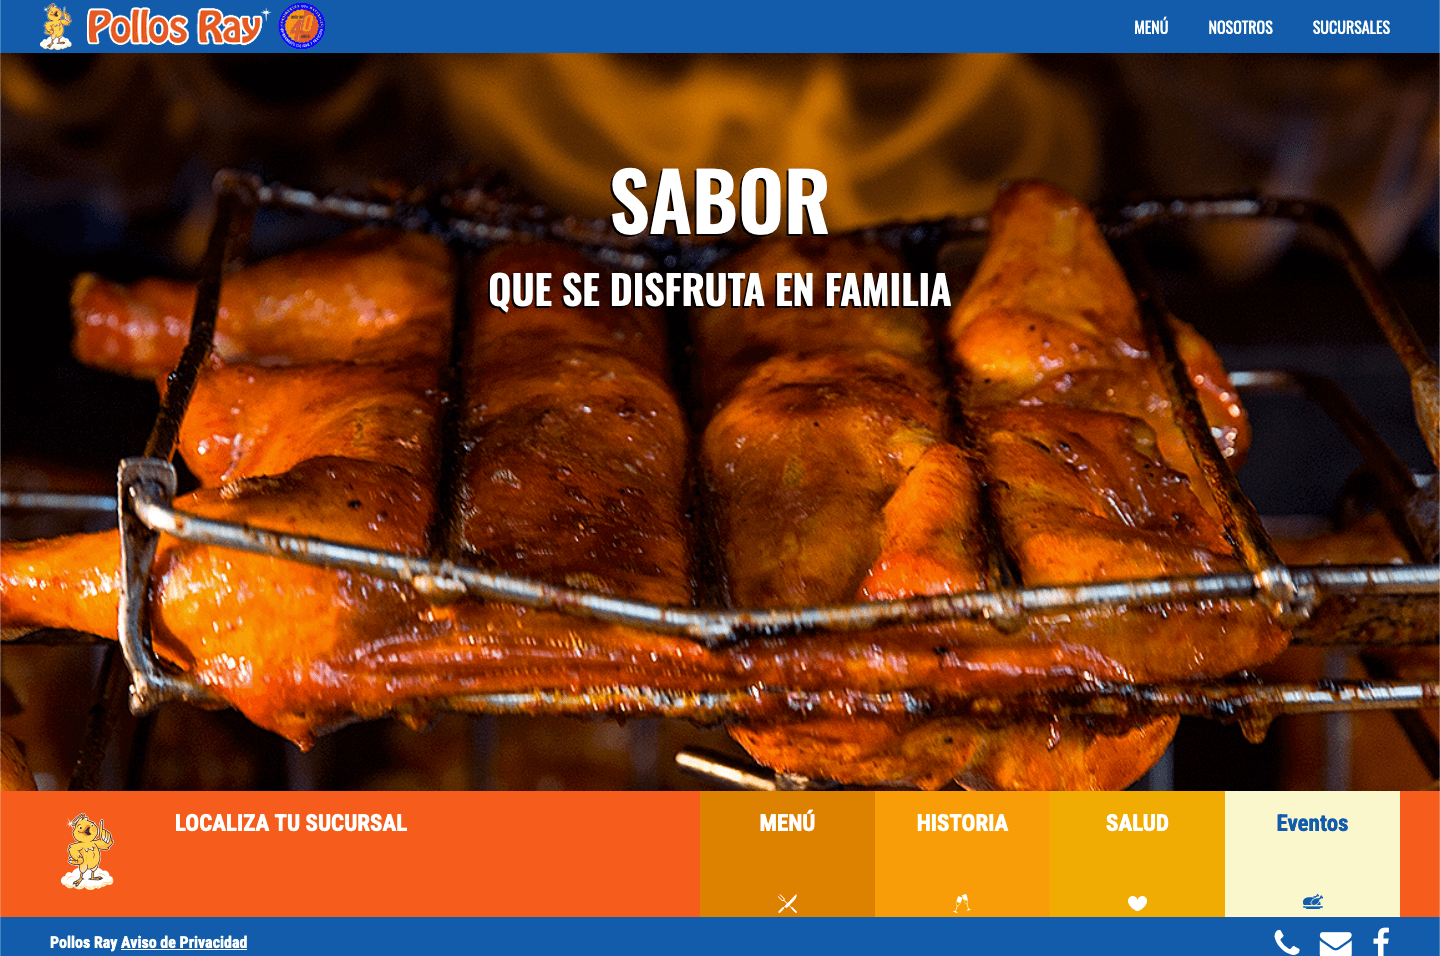 Pollos Ray
MENÚ
NOSOTROS
SUCURSALES
SABOR
QUE SE DISFRUTA EN FAMILIA
LOCALIZA TU SUCURSAL
MENÚ
HISTORIA
SALUD
Eventos
Pollos Ray Aviso de Privacidad